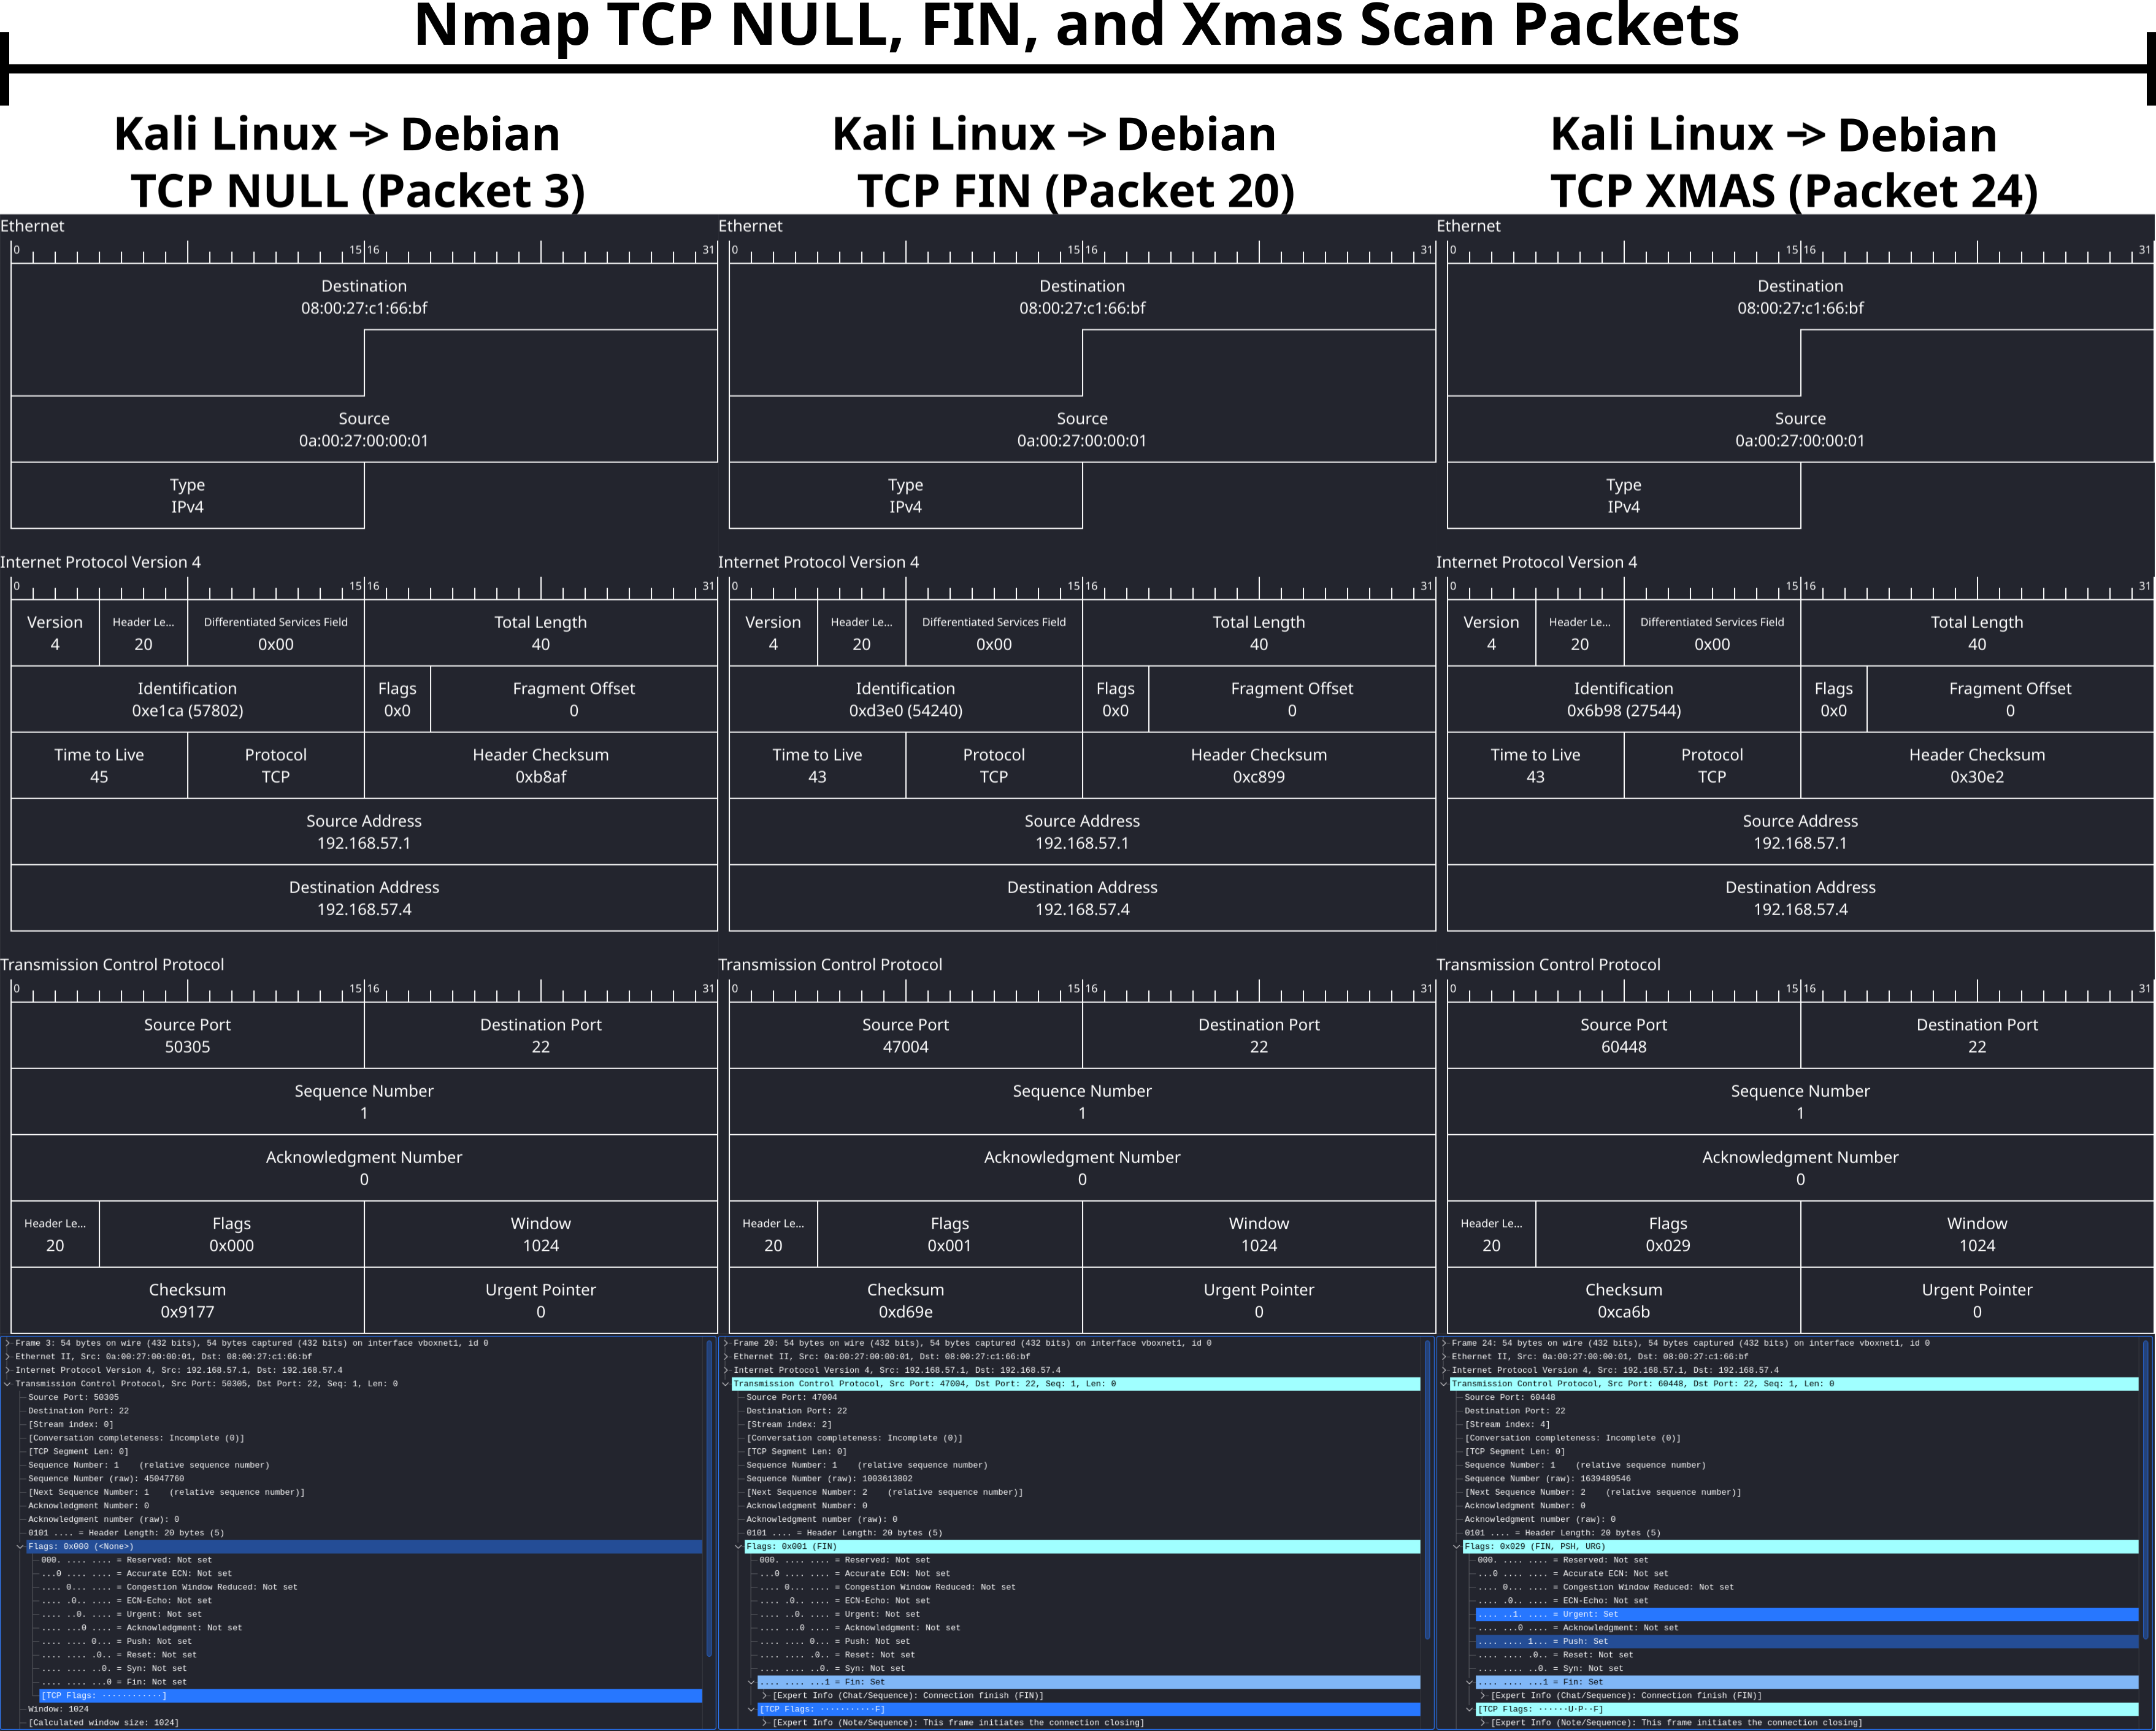 Nmap TCP NULL, FIN, and Xmas Scan Packets
Kali Linux -> Debian
TCP NULL (Packet 3)
Ethernet
0 15 16 31
Destination
08:00:27:c1:66:bf
Source
0a:00:27:00:00:01
Type
IPv4
Internet Protocol Version 4
0 15 16 31
Version Header Le... Differentiated Services Field Total Length
4 20 0x00 40
Identification Flags Fragment Offset
0xe1ca (57802) 0x0 0
Time to Live Protocol Header Checksum
45 TCP 0xb8af
Source Address
192.168.57.1
Destination Address
192.168.57.4
Transmission Control Protocol
0 15 16 31
Source Port Destination Port
50305 22
Sequence Number
1
Acknowledgment Number
0
Header Le... Flags Window
20 0x000 1024
Checksum Urgent Pointer
0x9177 0
Frame 3: 54 bytes on wire (432 bits), 54 bytes captured (432 bits) on interface vboxnet1, id 0
Ethernet II, Src: 0a:00:27:00:00:01, Dst: 08:00:27:c1:66:bf
Internet Protocol Version 4, Src: 192.168.57.1, Dst: 192.168.57.4
Transmission Control Protocol, Src Port: 50305, Dst Port: 22, Seq: 1, Len: 0
Source Port: 50305
Destination Port: 22
[Stream index: 0]
[Conversation completeness: Incomplete (0)]
[TCP Segment Len: 0]
Sequence Number: 1    (relative sequence number)
Sequence Number (raw): 45047760
[Next Sequence Number: 1    (relative sequence number)]
Acknowledgment Number: 0
Acknowledgment number (raw): 0
0101 .... = Header Length: 20 bytes (5)
Flags: 0x000 (<None>)
000. .... .... = Reserved: Not set
...0 .... .... = Accurate ECN: Not set
.... 0... .... = Congestion Window Reduced: Not set
.... .0.. .... = ECN-Echo: Not set
.... ..0. .... = Urgent: Not set
.... ...0 .... = Acknowledgment: Not set
.... .... 0... = Push: Not set
.... .... .0.. = Reset: Not set
.... .... ..0. = Syn: Not set
.... .... ...0 = Fin: Not set
[TCP Flags: ············]
Window: 1024
[Calculated window size: 1024]
Kali Linux -> Debian
TCP FIN (Packet 20)
Ethernet
0 15 16 31
Destination
08:00:27:c1:66:bf
Source
0a:00:27:00:00:01
Type
IPv4
Internet Protocol Version 4
0 15 16 31
Version Header Le... Differentiated Services Field Total Length
4 20 0x00 40
Identification Flags Fragment Offset
0xd3e0 (54240) 0x0 0
Time to Live Protocol Header Checksum
43 TCP 0xc899
Source Address
192.168.57.1
Destination Address
192.168.57.4
Transmission Control Protocol
0 15 16 31
Source Port Destination Port
47004 22
Sequence Number
1
Acknowledgment Number
0
Header Le... Flags Window
20 0x001 1024
Checksum Urgent Pointer
0xd69e 0
Frame 20: 54 bytes on wire (432 bits), 54 bytes captured (432 bits) on interface vboxnet1, id 0
Ethernet II, Src: 0a:00:27:00:00:01, Dst: 08:00:27:c1:66:bf
Internet Protocol Version 4, Src: 192.168.57.1, Dst: 192.168.57.4
Transmission Control Protocol, Src Port: 47004, Dst Port: 22, Seq: 1, Len: 0
Source Port: 47004
Destination Port: 22
[Stream index: 2]
[Conversation completeness: Incomplete (0)]
[TCP Segment Len: 0]
Sequence Number: 1    (relative sequence number)
Sequence Number (raw): 1003613802
[Next Sequence Number: 2    (relative sequence number)]
Acknowledgment Number: 0
Acknowledgment number (raw): 0
0101 .... = Header Length: 20 bytes (5)
Flags: 0x001 (FIN)
000. .... .... = Reserved: Not set
...0 .... .... = Accurate ECN: Not set
.... 0... .... = Congestion Window Reduced: Not set
.... .0.. .... = ECN-Echo: Not set
.... ..0. .... = Urgent: Not set
.... ...0 .... = Acknowledgment: Not set
.... .... 0... = Push: Not set
.... .... .0.. = Reset: Not set
.... .... ..0. = Syn: Not set
.... .... ...1 = Fin: Set
[Expert Info (Chat/Sequence): Connection finish (FIN)]
[TCP Flags: ···········F]
[Expert Info (Note/Sequence): This frame initiates the connection closing]
Kali Linux -> Debian
TCP XMAS (Packet 24)
Ethernet
0 15 16 31
Destination
08:00:27:c1:66:bf
Source
0a:00:27:00:00:01
Type
IPv4
Internet Protocol Version 4
0 15 16 31
Version Header Le... Differentiated Services Field Total Length
4 20 0x00 40
Identification Flags Fragment Offset
0x6b98 (27544) 0x0 0
Time to Live Protocol Header Checksum
43 TCP 0x30e2
Source Address
192.168.57.1
Destination Address
192.168.57.4
Transmission Control Protocol
0 15 16 31
Source Port Destination Port
60448 22
Sequence Number
1
Acknowledgment Number
0
Header Le... Flags Window
20 0x029 1024
Checksum Urgent Pointer
0xca6b 0
Frame 24: 54 bytes on wire (432 bits), 54 bytes captured (432 bits) on interface vboxnet1, id 0
Ethernet II, Src: 0a:00:27:00:00:01, Dst: 08:00:27:c1:66:bf
Internet Protocol Version 4, Src: 192.168.57.1, Dst: 192.168.57.4
Transmission Control Protocol, Src Port: 60448, Dst Port: 22, Seq: 1, Len: 0
Source Port: 60448
Destination Port: 22
[Stream index: 4]
[Conversation completeness: Incomplete (0)]
[TCP Segment Len: 0]
Sequence Number: 1    (relative sequence number)
Sequence Number (raw): 1639489546
[Next Sequence Number: 2    (relative sequence number)]
Acknowledgment Number: 0
Acknowledgment number (raw): 0
0101 .... = Header Length: 20 bytes (5)
Flags: 0x029 (FIN, PSH, URG)
000. .... .... = Reserved: Not set
...0 .... .... = Accurate ECN: Not set
.... 0... .... = Congestion Window Reduced: Not set
.... .0.. .... = ECN-Echo: Not set
.... ..1. .... = Urgent: Set
.... ...0 .... = Acknowledgment: Not set
.... .... 1... = Push: Set
.... .... .0.. = Reset: Not set
.... .... ..0. = Syn: Not set
.... .... ...1 = Fin: Set
[Expert Info (Chat/Sequence): Connection finish (FIN)]
[TCP Flags: ······U·P··F]
[Expert Info (Note/Sequence): This frame initiates the connection closing]